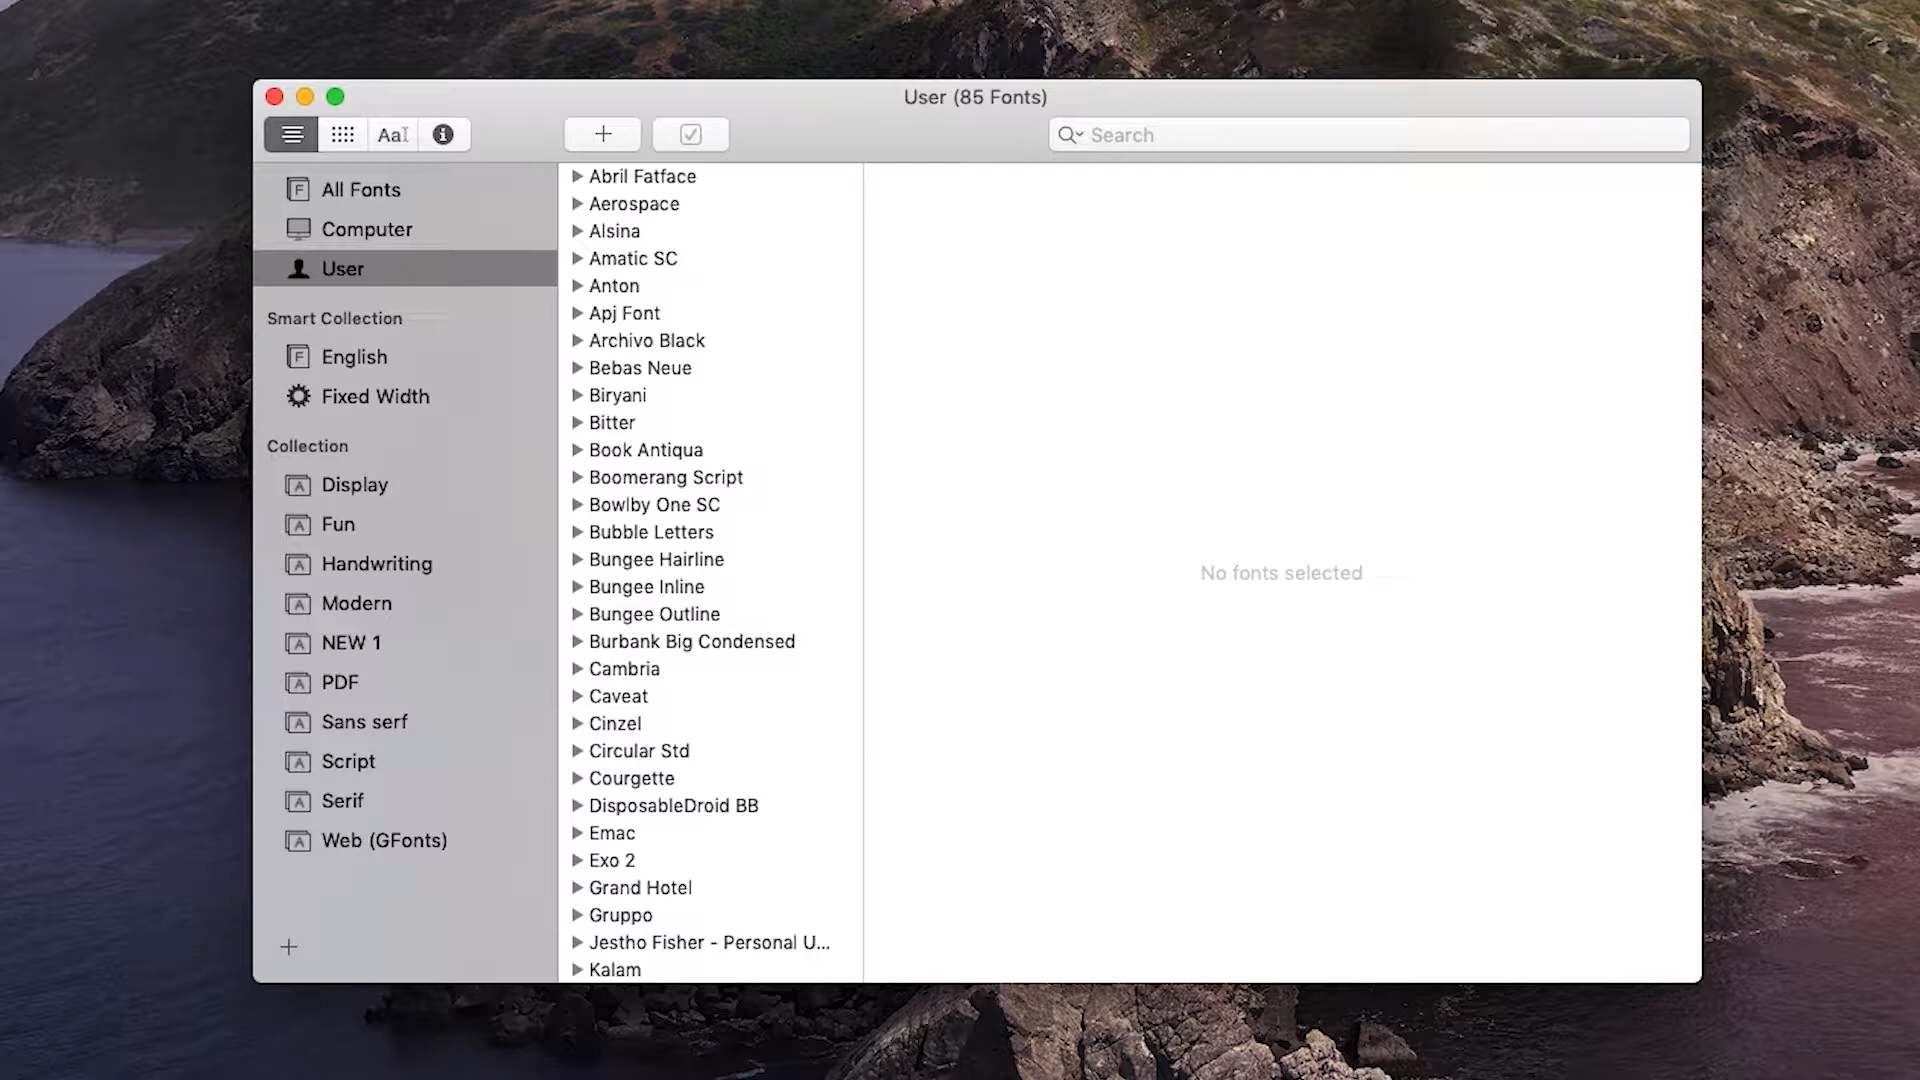 User (85 Fonts)
Aa
Search
All Fonts
Computer
User
Smart Collection
English
Fixed Width
Collection
Display
Fun
Handwriting
Modern
NEW 1
PDF
Sans serf
Script
Serif
Web (GFonts)
Abril Fatface
Aerospace
Alsina
Amatic SC
Anton
Apj Font
Archivo Black
Bebas Neue
Biryani
Bitter
Book Antiqua
Boomerang Script
Bowlby One SC
Bubble Letters
Bungee Hairline
Bungee Inline
Bungee Outline
Burbank Big Condensed
Cambria
Caveat
Cinzel
Circular Std
Courgette
DisposableDroid BB
Emac
Exo 2
Grand Hotel
Gruppo
Jestho Fisher - Personal U...
Kalam
No fonts selected